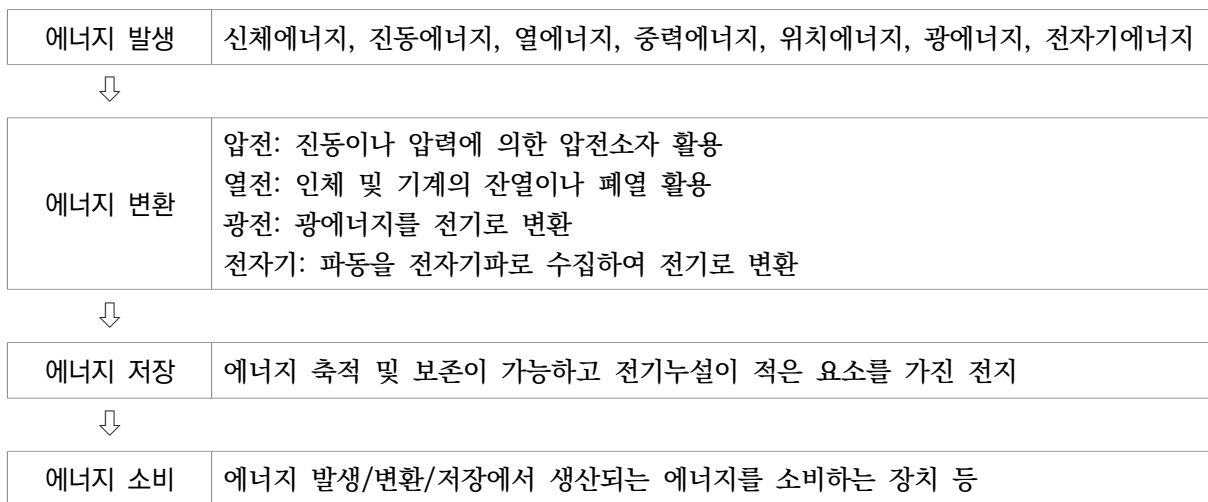 에너지 발생 신체에너지, 진동에너지, 열에너지, 중력에너지, 위치에너지, 광에너지, 전자기에너지
⇩
압전: 진동이나 압력에 의한 압전소자 활용
열전: 인체 및 기계의 잔열이나 폐열 활용
에너지 변환
광전: 광에너지를 전기로 변환
전자기: 파동을 전자기파로 수집하여 전기로 변환
⇩
에너지 저장 에너지 축적 및 보존이 가능하고 전기누설이 적은 요소를 가진 전지
⇩
에너지 소비 에너지 발생/변환/저장에서 생산되는 에너지를 소비하는 장치 등